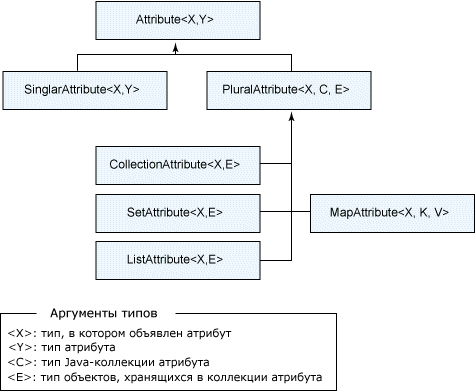 Attribute<X,Y>
SinglarAttribute<X,Y>
PluralAttribute<X, C, E>
CollectionAttribute<X,E>
SetAttribute<X,E>
MapAttribute<X, K, V>
ListAttribute<X,E>
Аргументы типов
<X>: тип, в котором объявлен атрибут
<Y>: тип атрибута
<C>: тип Java-коллекции атрибута
<E>: тип объектов, хранящихся в коллекции атрибута